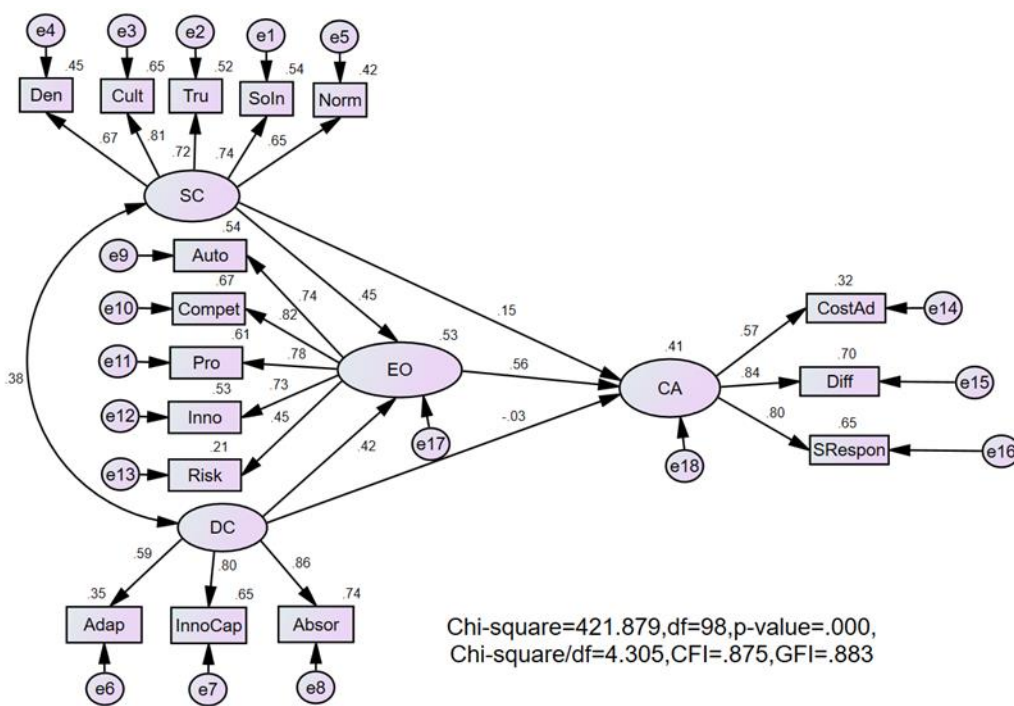 e4
e3
e2
e1
e5
.45
.65
.52
.54
.42
Den
Cult
Tru
SoIn
Norm
.67
.81
.72
.74
.65
SC
.54
e9
Auto
.67
.74
.45
.15
.32
e10
Compet
.82
CostAd
e14
.61
.53
.57
e11
Pro
.78
EO
.56
.41
.70
.53
.73
CA
.84
Diff
e15
.38
e12
Inno
.45
-.03
.80
.65
.21
.42
e17
e18
SRespon
e16
e13
Risk
DC
.59
.80
.86
.35
.65
.74
Adap
InnoCap
Absor
e6
e7
e8
Chi-square=421.879,df=98,p-value=.000,
Chi-square/df=4.305,CFI=.875,GFI=.883